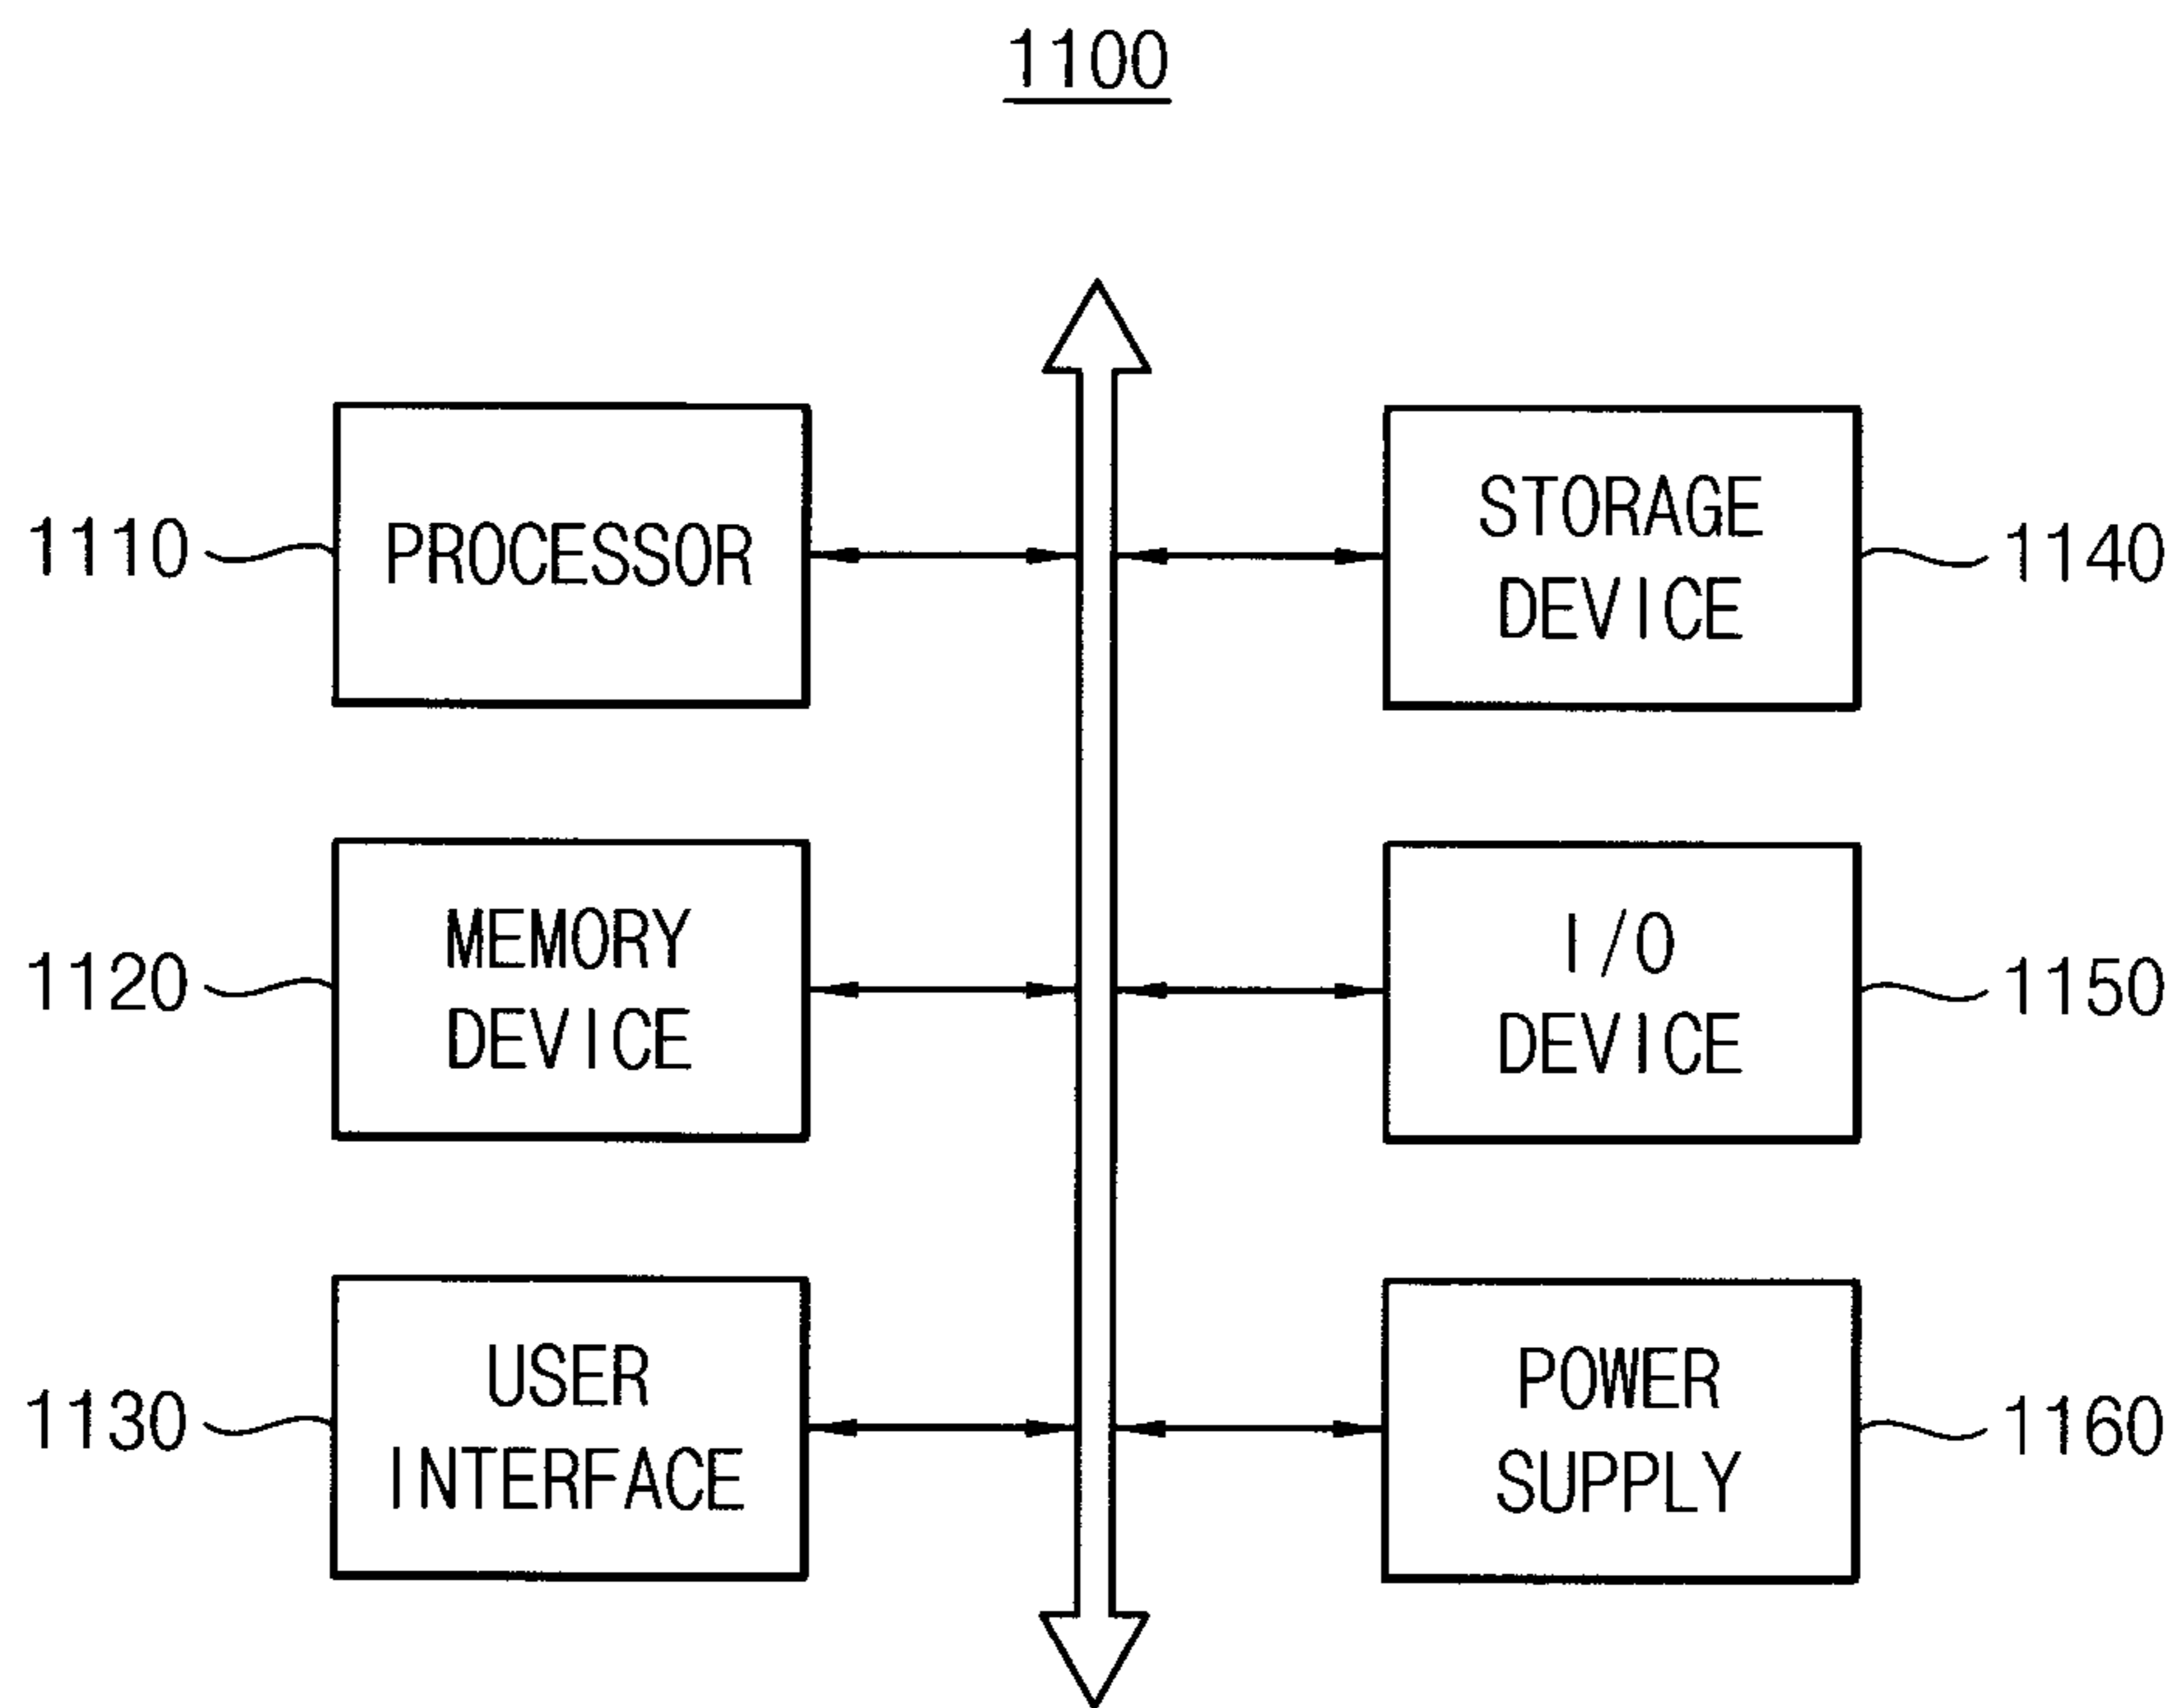 1100
1110
PROCESSOR
STORAGE
DEVICE
1140
1120
MEMORY
DEVICE
I/O
DEVICE
1150
1130
USER
INTERFACE
POWER
SUPPLY
1160